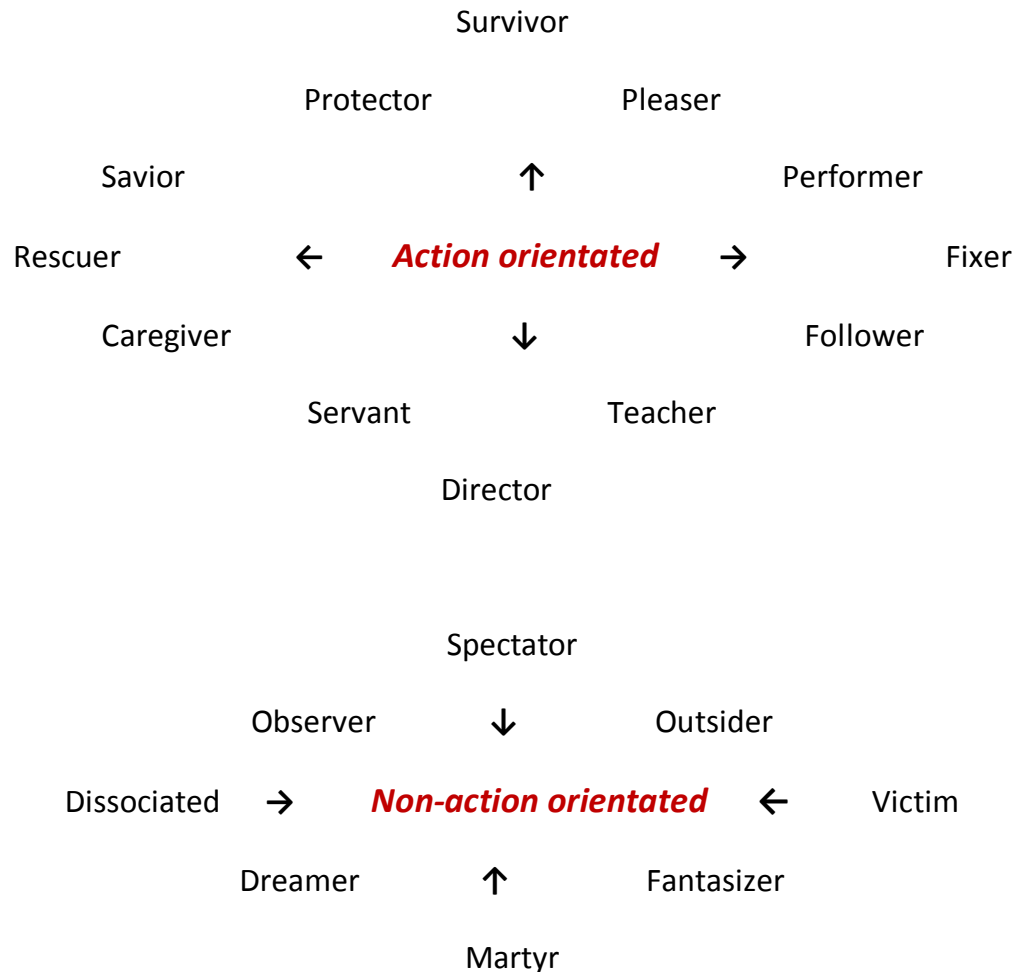 Survivor
Protector Pleaser
Savior ↑ Performer
Rescuer ← Action orientated → Fixer
Caregiver ↓ Follower
Servant Teacher
Director
Spectator
Observer ↓ Outsider
Dissociated → Non-action orientated ← Victim
Dreamer ↑ Fantasizer
Martyr